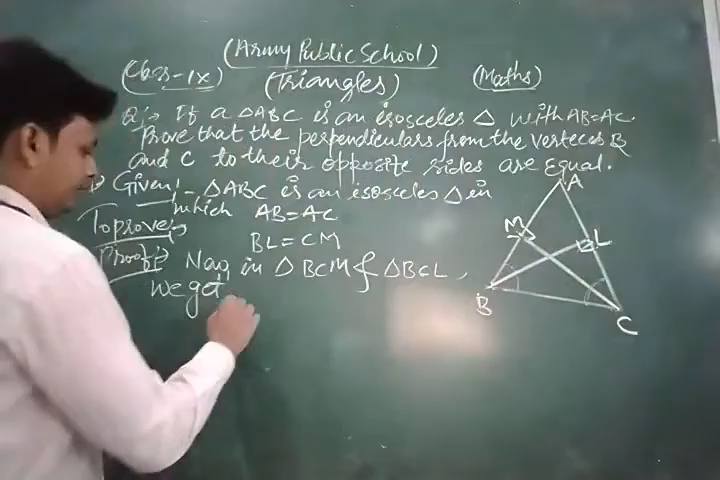 (Army Public School)
(Class-IX)
(Triangles)
(Maths)
Q:> If a △ABC is an isosceles △ with AB=AC.
Prove that the perpendiculars from the verteces B
and C to their opposite sides are equal.
Given:- △ABC is an isosceles △ in
which AB=AC
To prove:-
BL=CM
Proof:- Now in △BCM & △BCL,
we get
A
M
L
B
C